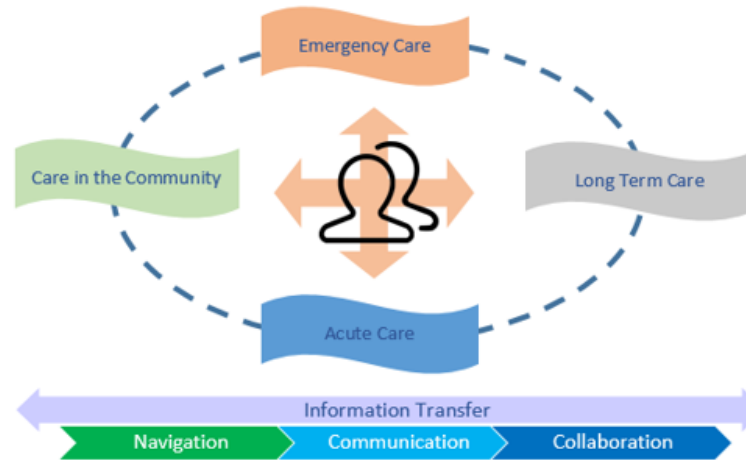 Emergency Care
Care in the Community
Long Term Care
Acute Care
Information Transfer
Navigation
Communication
Collaboration